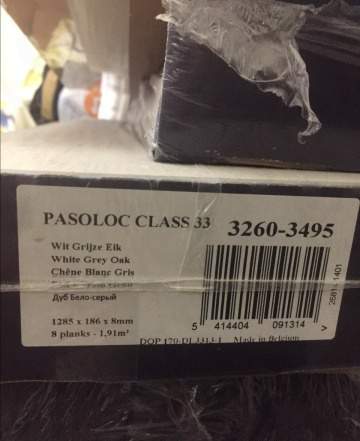 PASOLOC CLASS 33 3260-3495
Wit Grijze Eik
White Grey Oak
Chêne Blanc Gris
Дуб Бело-серый
1285 x 186 x 8mm
8 planks - 1,91m²
5 414404 091314 >
Made in Belgium